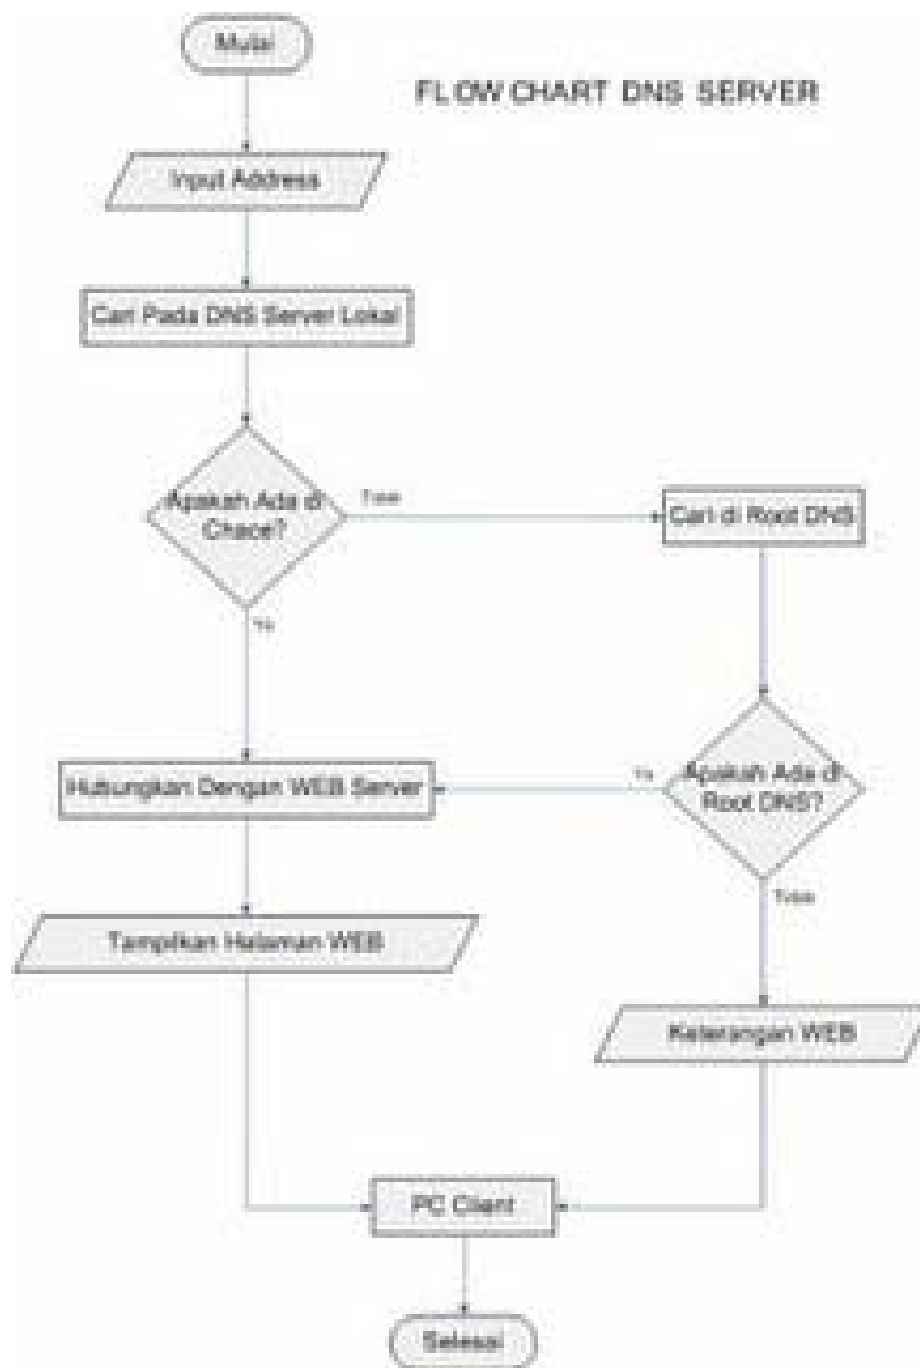 Mulai
FLOW CHART DNS SERVER
Input Address
Cari Pada DNS Server Lokal
Apakah Ada di
Chace?
Tidak
Cari di Root DNS
Ya
Hubungkan Dengan WEB Server
Ya
Apakah Ada di
Root DNS?
Tidak
Tampilkan Halaman WEB
Keterangan WEB
PC Client
Selesai